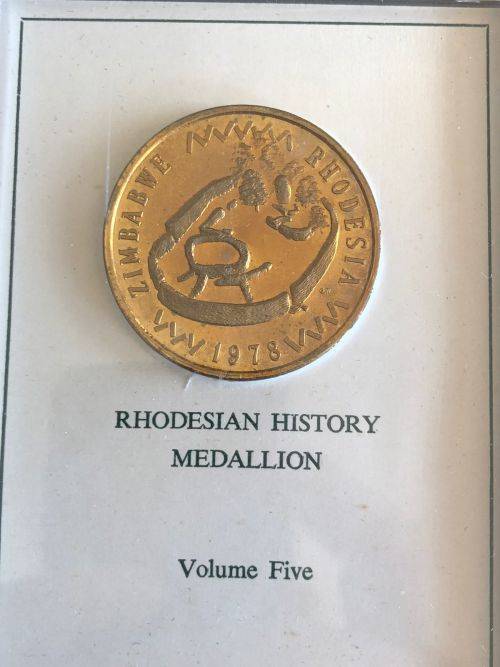 ZIMBABWE RHODESIA
1978
RHODESIAN HISTORY
MEDALLION
Volume Five